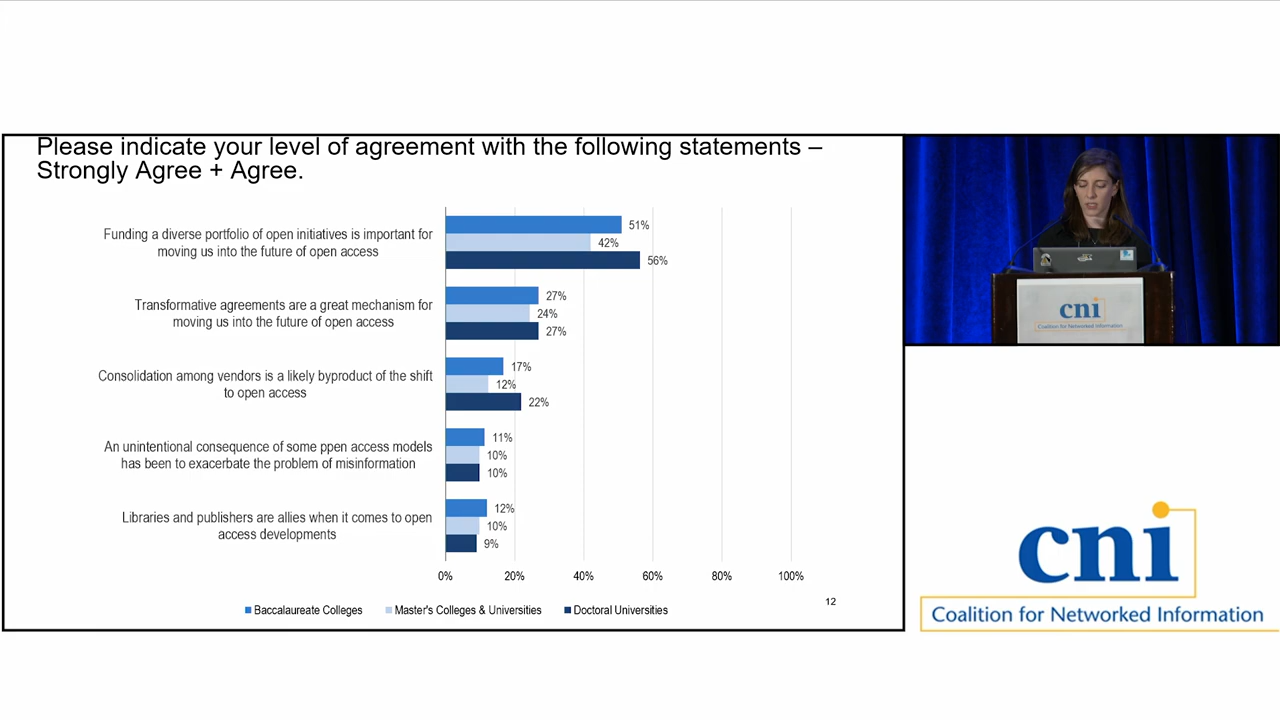 Please indicate your level of agreement with the following statements –
Strongly Agree + Agree.
Funding a diverse portfolio of open initiatives is important for
moving us into the future of open access
51%
42%
56%
Transformative agreements are a great mechanism for
moving us into the future of open access
27%
24%
27%
Consolidation among vendors is a likely byproduct of the shift
to open access
17%
12%
22%
An unintentional consequence of some ppen access models
has been to exacerbate the problem of misinformation
11%
10%
10%
Libraries and publishers are allies when it comes to open
access developments
12%
10%
9%
0% 20% 40% 60% 80% 100%
Baccalaureate Colleges Master's Colleges & Universities Doctoral Universities
12
cni
Coalition for Networked Information
cni
Coalition for Networked Information